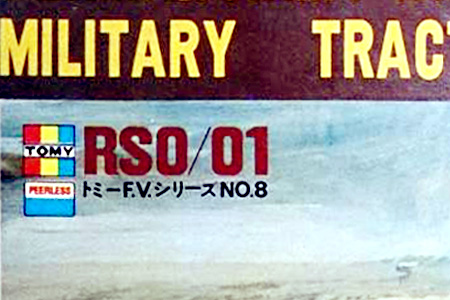 MILITARY TRACT
TOMY
PEERLESS
RSO/01
トミーF.V.シリーズNO.8